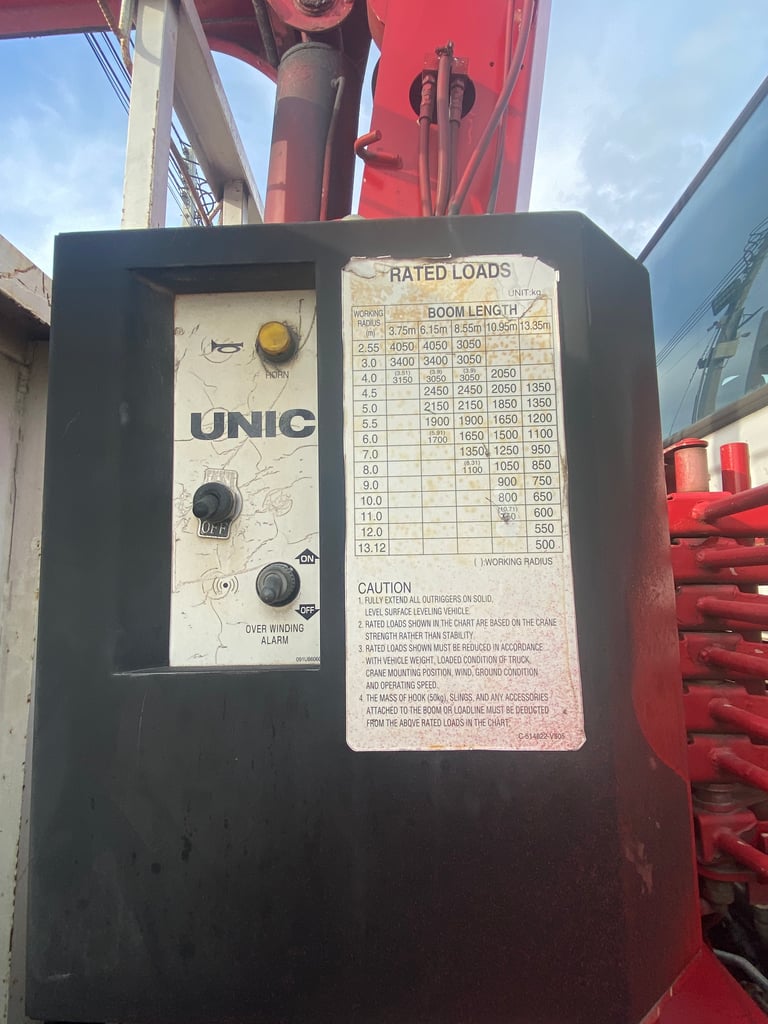 HORN
UNIC
OFF
ON
OFF
OVER WINDING
ALARM
RATED LOADS
UNIT:kg
WORKING RADIUS (m) BOOM LENGTH
3.75m 6.15m 8.55m 10.95m 13.35m
2.55 4050 4050 3050
3.0 3400 3400 3050
4.0 (3.51) 3150 (3.9) 3050 (3.9) 3050 2050
4.5 2450 2450 2050 1350
5.0 2150 2150 1850 1350
5.5 1900 1900 1650 1200
6.0 (5.91) 1700 1650 1500 1100
7.0 1350 1250 950
8.0 (8.31) 1100 1050 850
9.0 900 750
10.0 800 650
11.0 (10.71) 600
12.0 550
13.12 500
( ):WORKING RADIUS
CAUTION
1. FULLY EXTEND ALL OUTRIGGERS ON SOLID,
LEVEL SURFACE LEVELING VEHICLE.
2. RATED LOADS SHOWN IN THE CHART ARE BASED ON THE CRANE
STRENGTH RATHER THAN STABILITY.
3. RATED LOADS SHOWN MUST BE REDUCED IN ACCORDANCE
WITH VEHICLE WEIGHT, LOADED CONDITION OF TRUCK,
CRANE MOUNTING POSITION, WIND, GROUND CONDITION
AND OPERATING SPEED.
4. THE MASS OF HOOK (50kg), SLINGS, AND ANY ACCESSORIES
ATTACHED TO THE BOOM OR LOADLINE MUST BE DEDUCTED
FROM THE ABOVE RATED LOADS IN THE CHART.